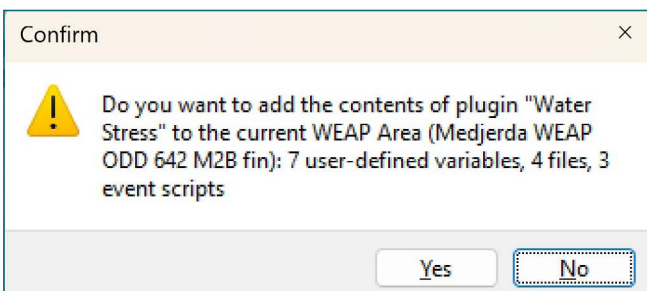 Confirm
Do you want to add the contents of plugin "Water
Stress" to the current WEAP Area (Medjerda WEAP
ODD 642 M2B fin): 7 user-defined variables, 4 files, 3
event scripts
Yes
No